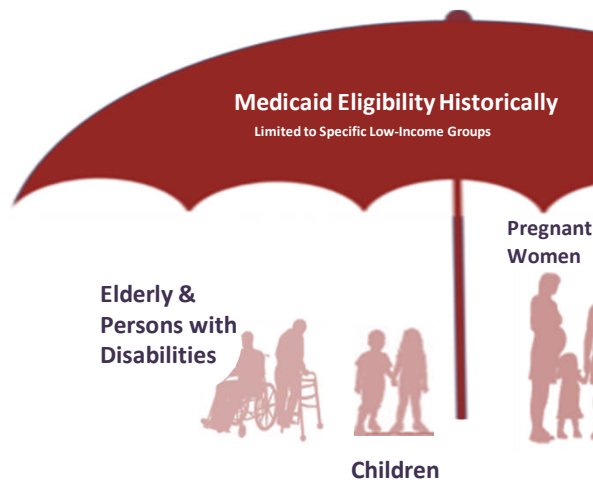 Medicaid Eligibility Historically
Limited to Specific Low-Income Groups
Pregnant
Women
Elderly &
Persons with
Disabilities
Children